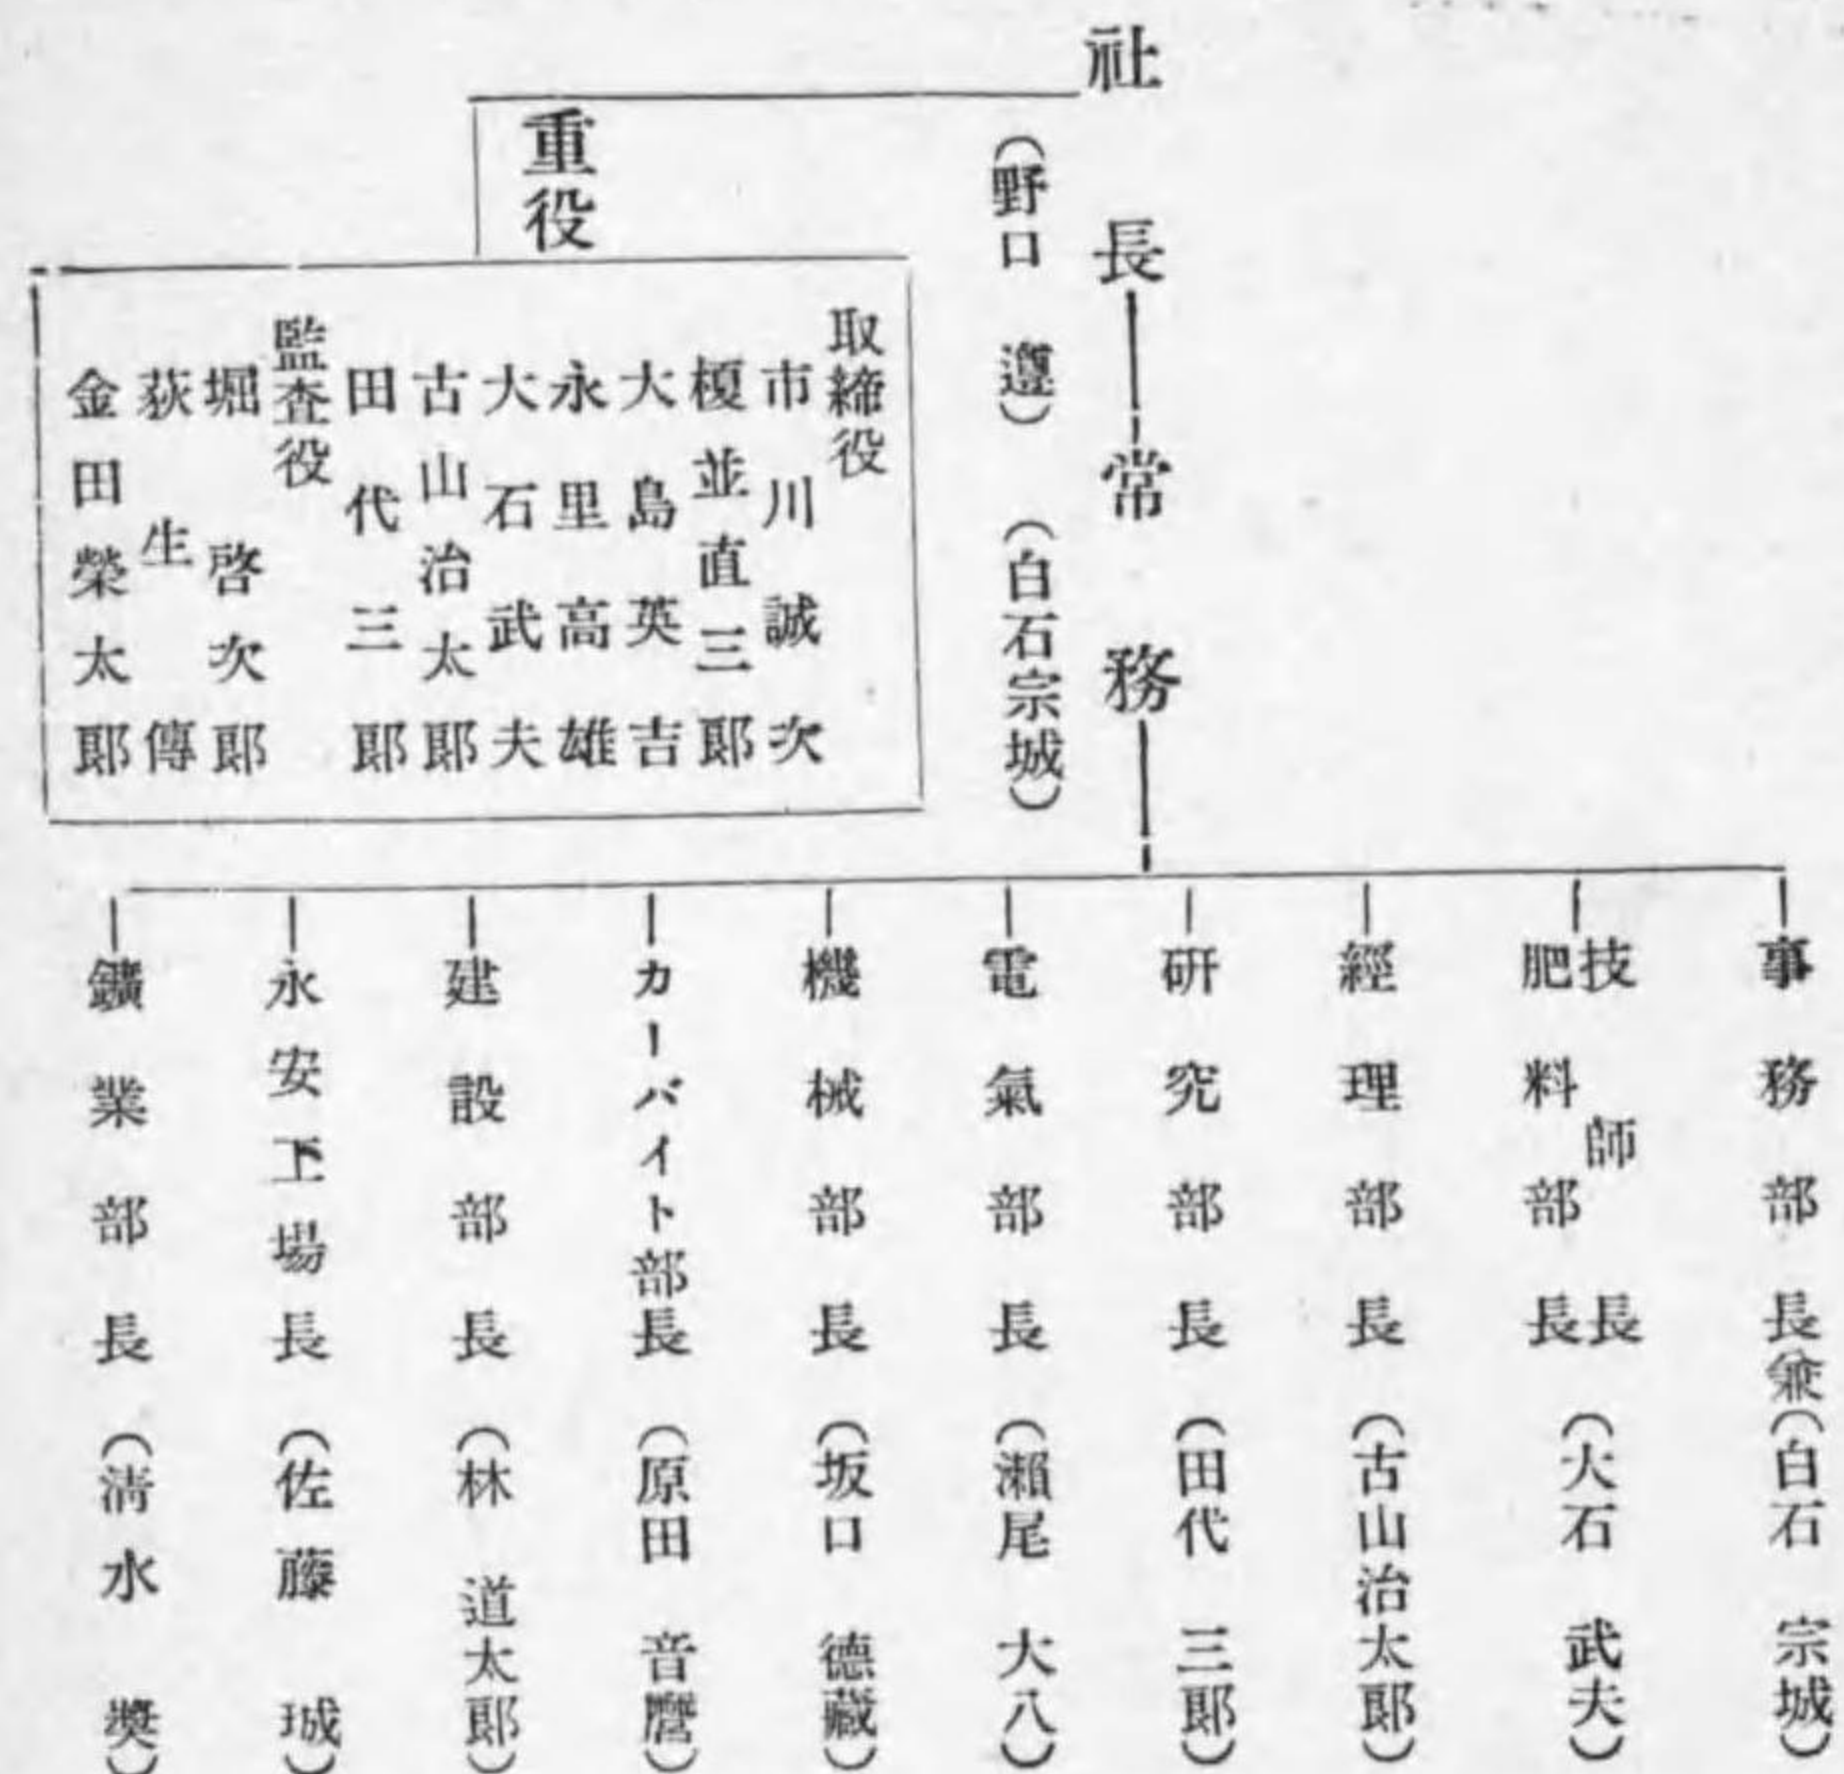 社長
(野口 遵)
常務
(白石宗城)
重役
取締役
市川誠次
榎並直三郎
大島英吉
永里高雄
大石武夫
古山治太郎
田代三郎
監査役
堀啓次郎
荻生傳
金田榮太郎
事務部長兼(白石 宗城)
技師長
肥料部長
(大石 武夫)
經理部長(古山治太郎)
研究部長(田代 三郎)
電氣部長(瀬尾 大八)
機械部長(坂口 德藏)
カーバイト部長(原田 音麿)
建設部長(林 道太郎)
永安工場長(佐藤 城)
鑛業部長(淸水 奬)